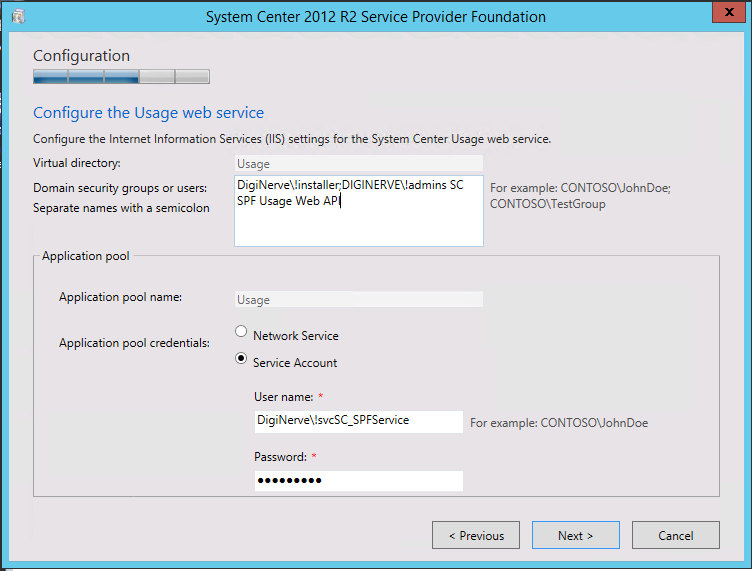 System Center 2012 R2 Service Provider Foundation
x
Configuration
Configure the Usage web service
Configure the Internet Information Services (IIS) settings for the System Center Usage web service.
Virtual directory:
Usage
Domain security groups or users:
Separate names with a semicolon
DigiNerve\!installer;DIGINERVE\!admins SC
SPF Usage Web API
For example: CONTOSO\JohnDoe;
CONTOSO\TestGroup
Application pool
Application pool name:
Usage
Application pool credentials:
Network Service
Service Account
User name: *
DigiNerve\!svcSC_SPFService
For example: CONTOSO\JohnDoe
Password: *
●●●●●●●●●
< Previous
Next >
Cancel